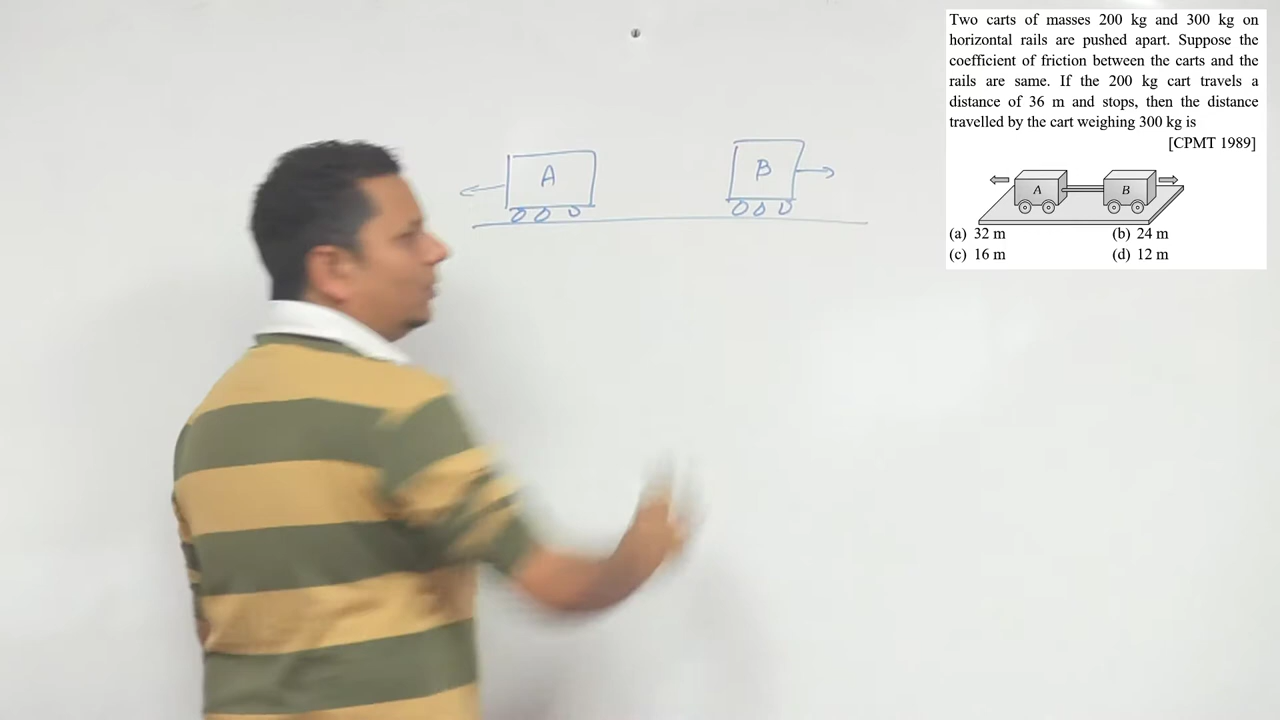 Two carts of masses 200 kg and 300 kg on
horizontal rails are pushed apart. Suppose the
coefficient of friction between the carts and the
rails are same. If the 200 kg cart travels a
distance of 36 m and stops, then the distance
travelled by the cart weighing 300 kg is
[CPMT 1989]
A B
(a) 32 m (b) 24 m
(c) 16 m (d) 12 m
A B